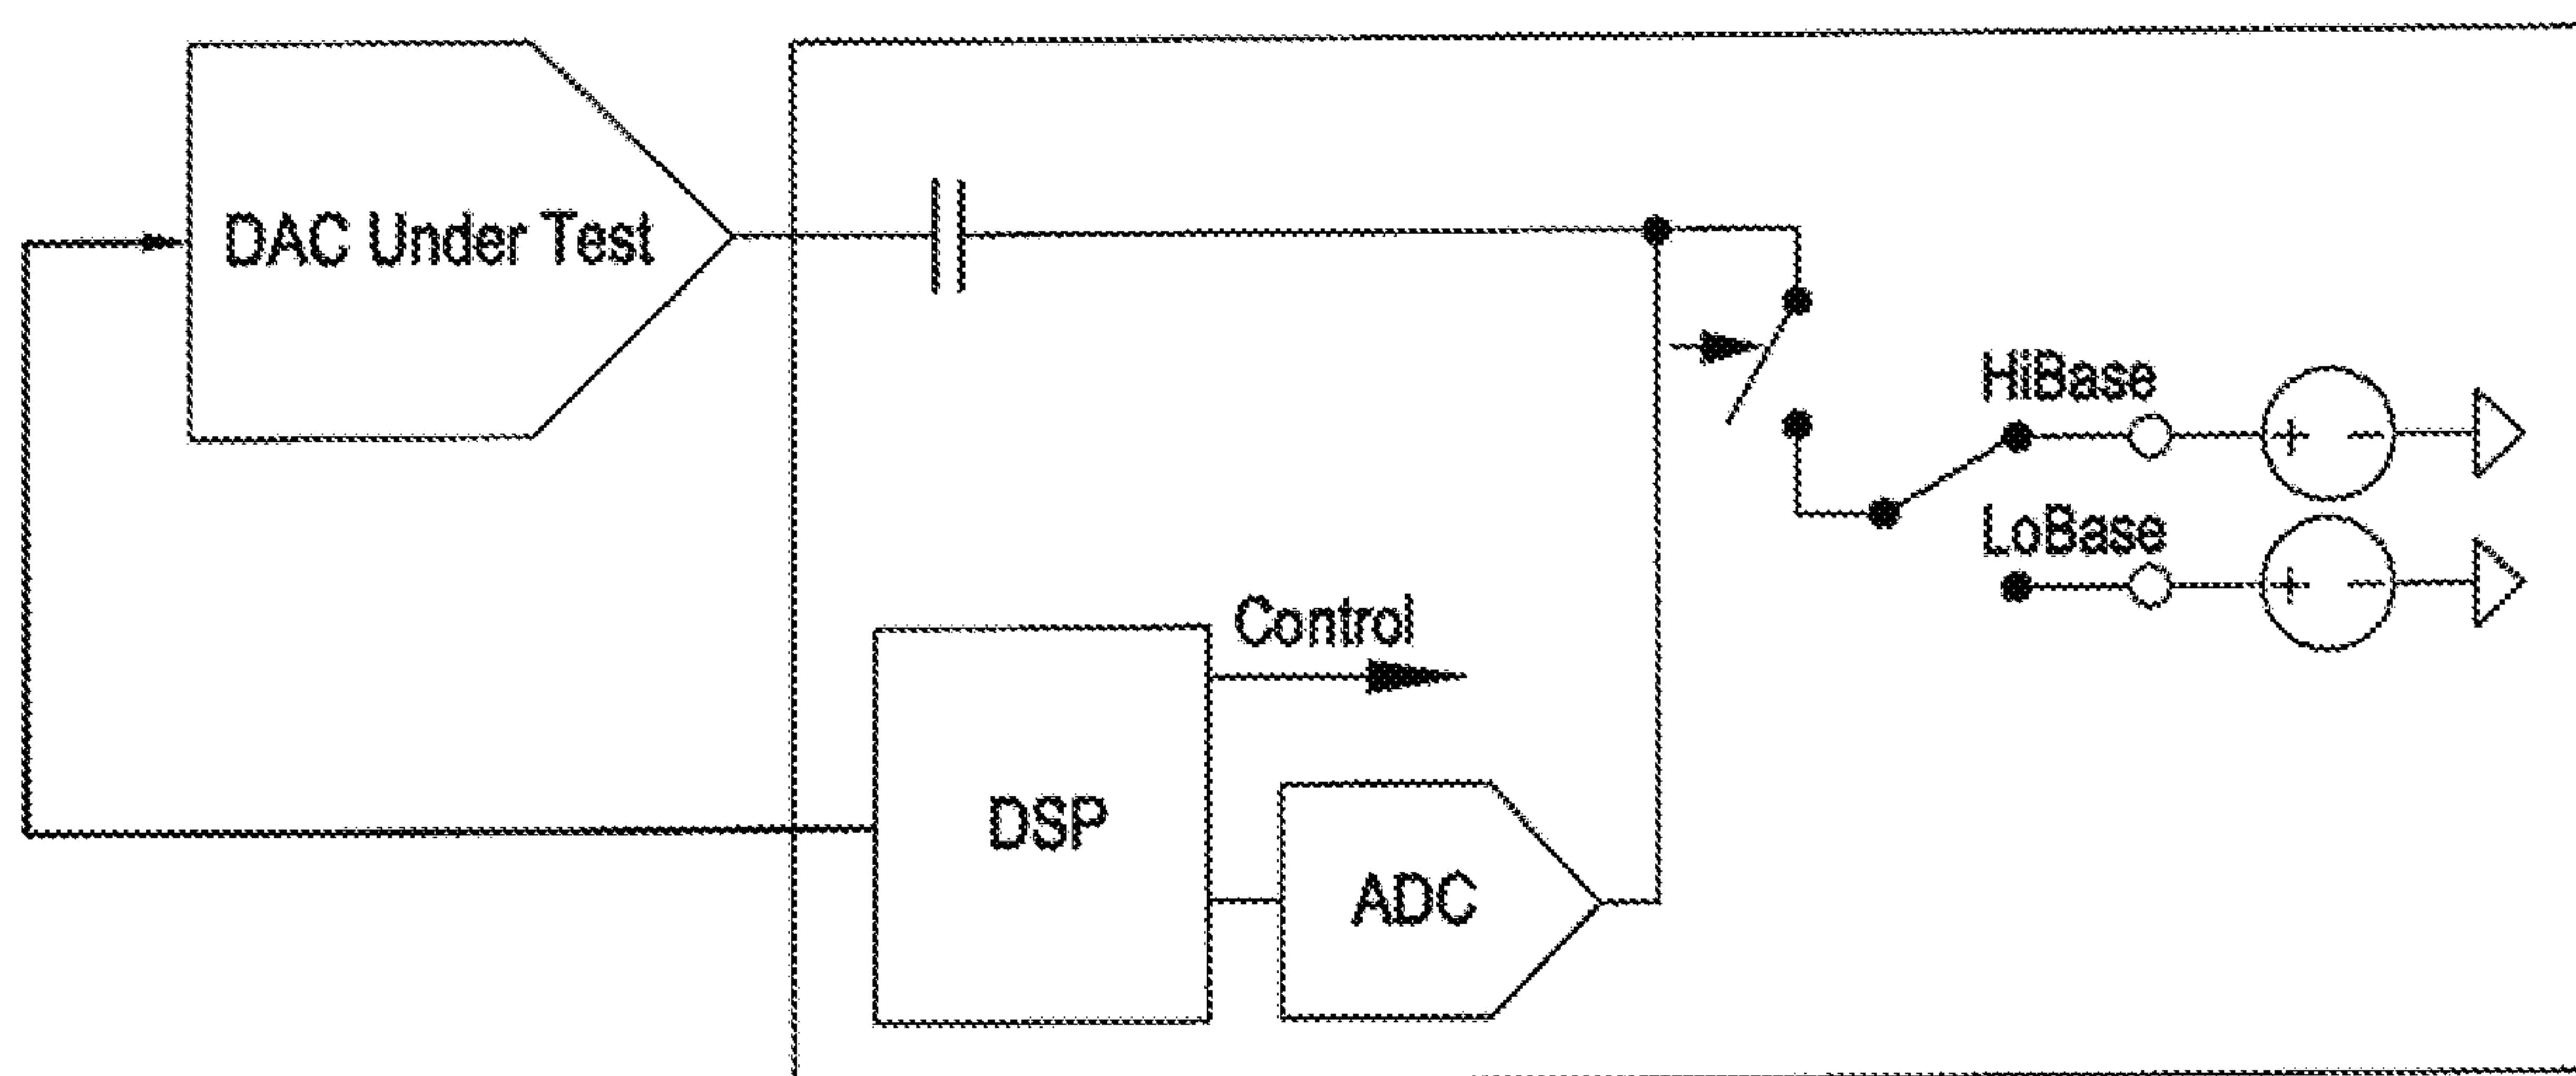 DAC Under Test
HiBase
LoBase
Control
DSP
ADC